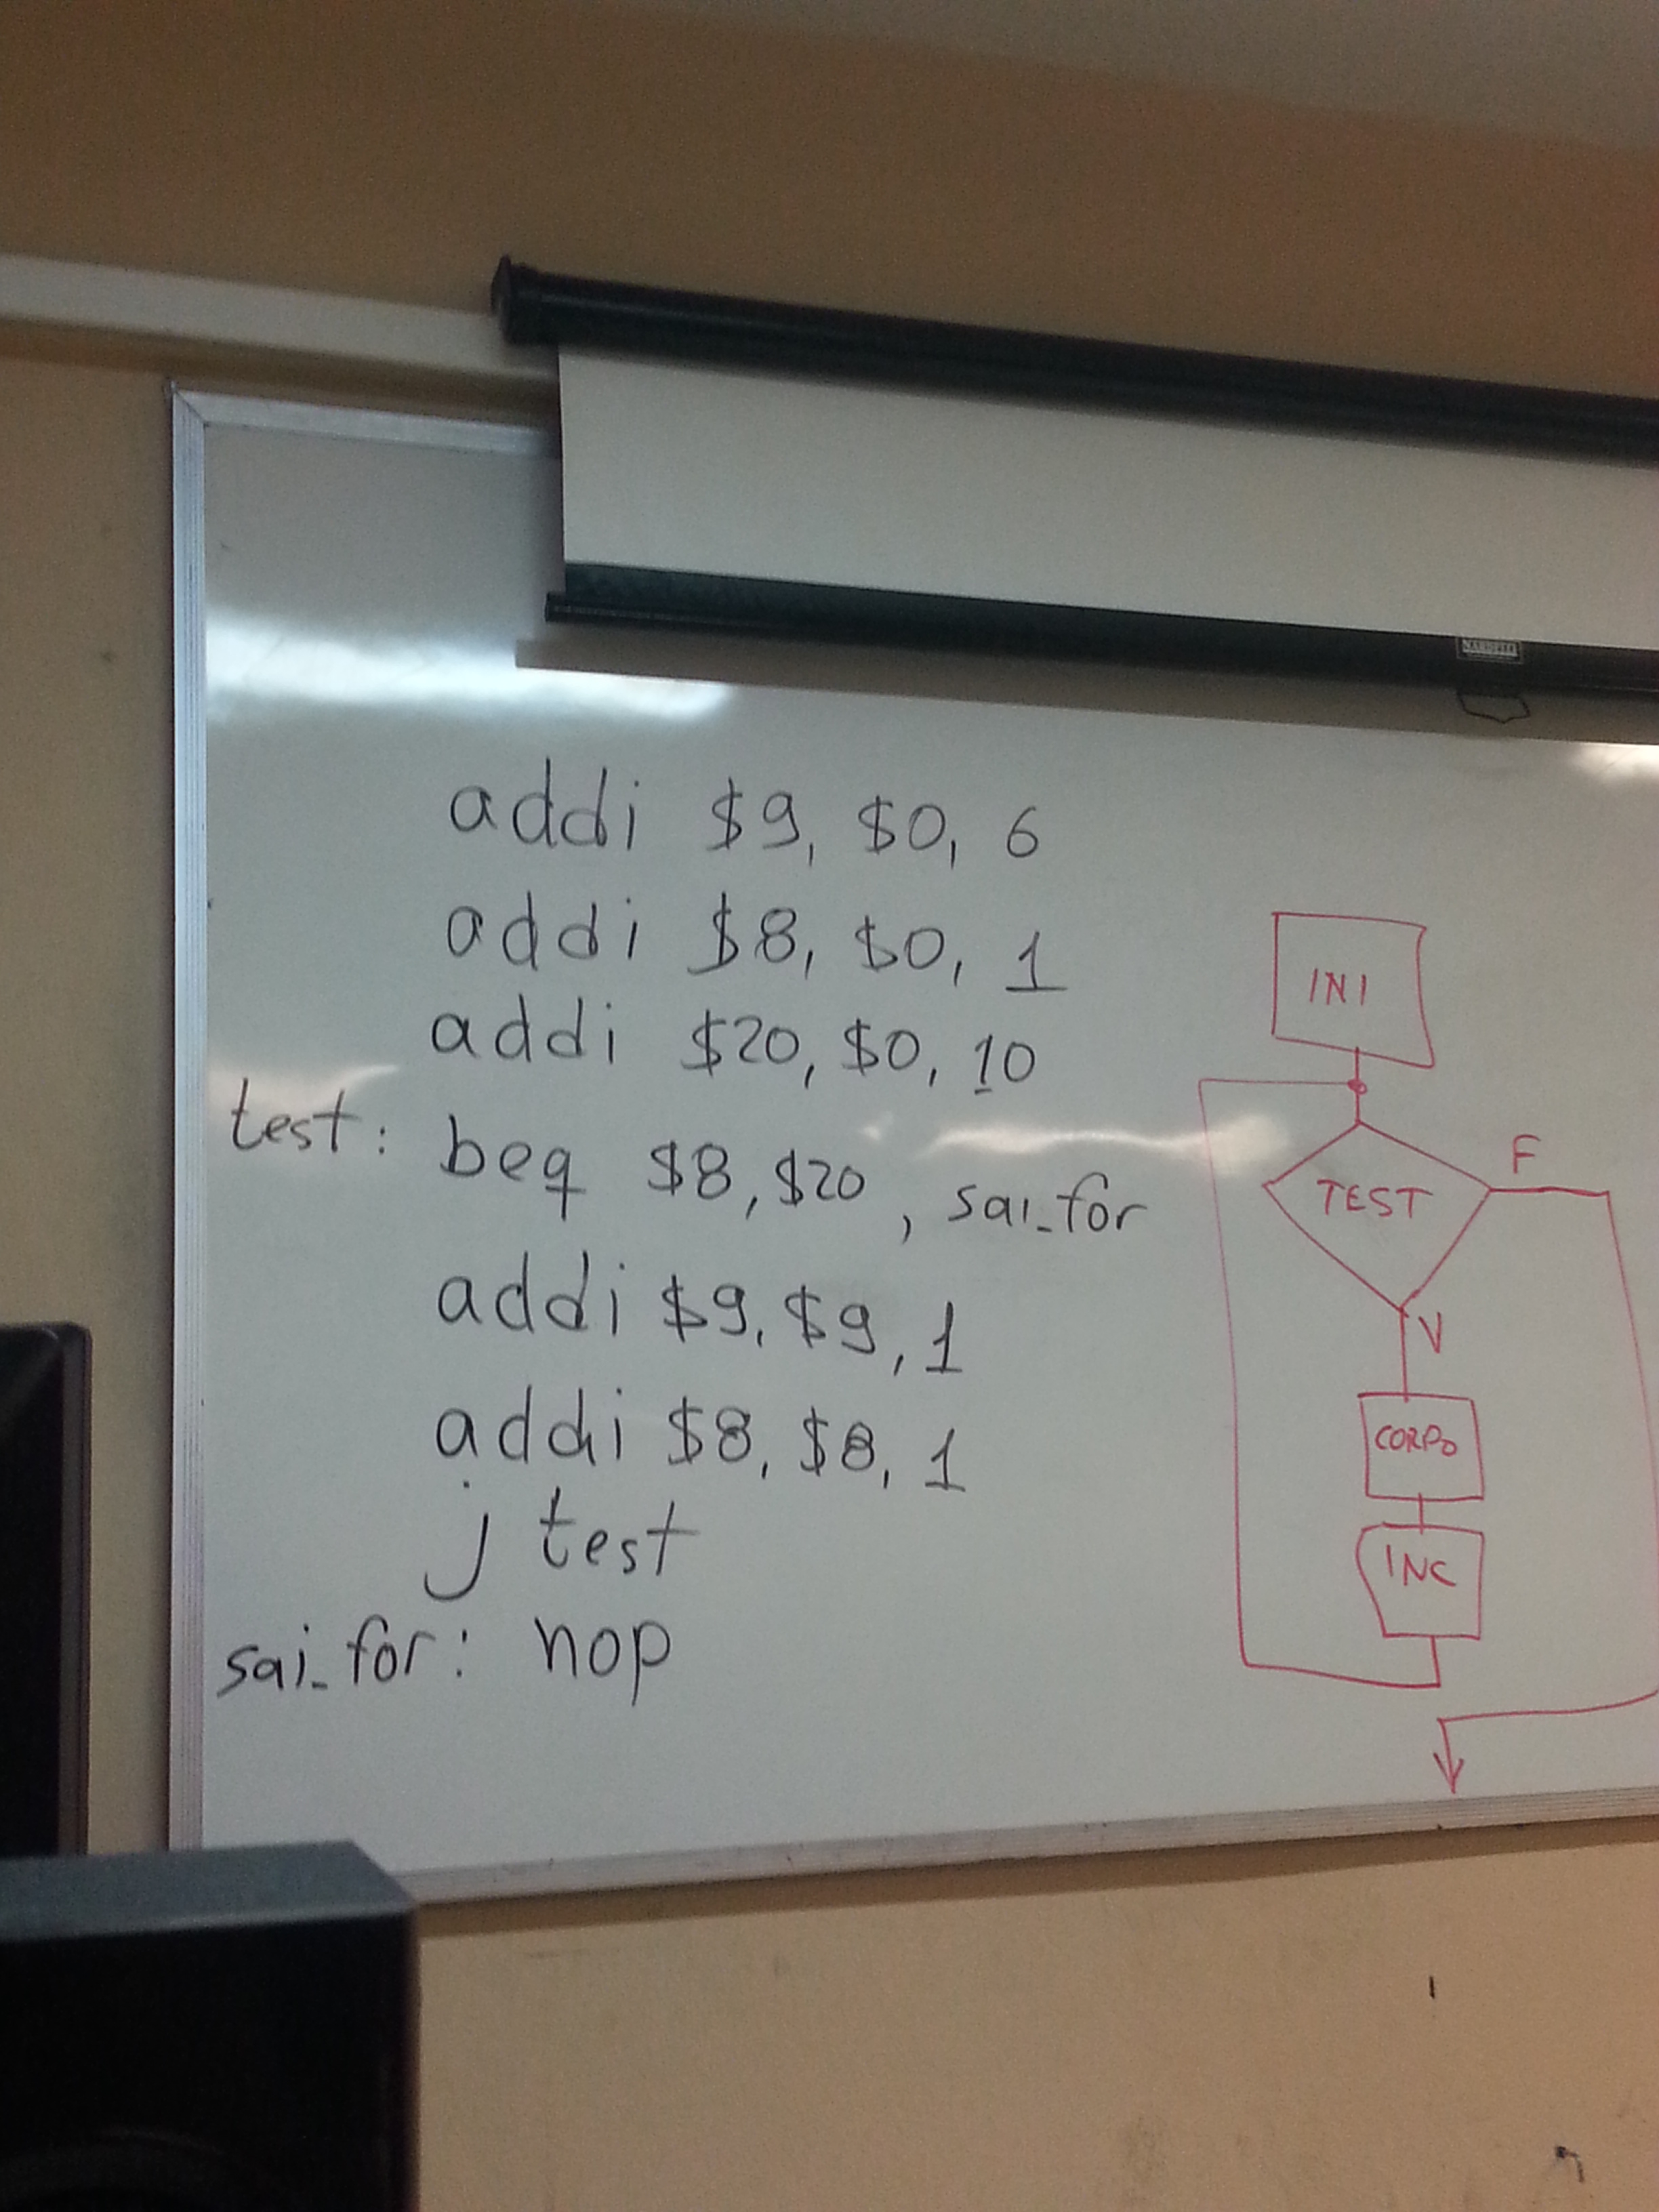 addi $9, $0, 6
addi $8, $0, 1
addi $20, $0, 10
test: beq $8, $20, sai_for
addi $9, $9, 1
addi $8, $8, 1
j test
sai_for: nop
INI
TEST
F
V
CORPO
INC